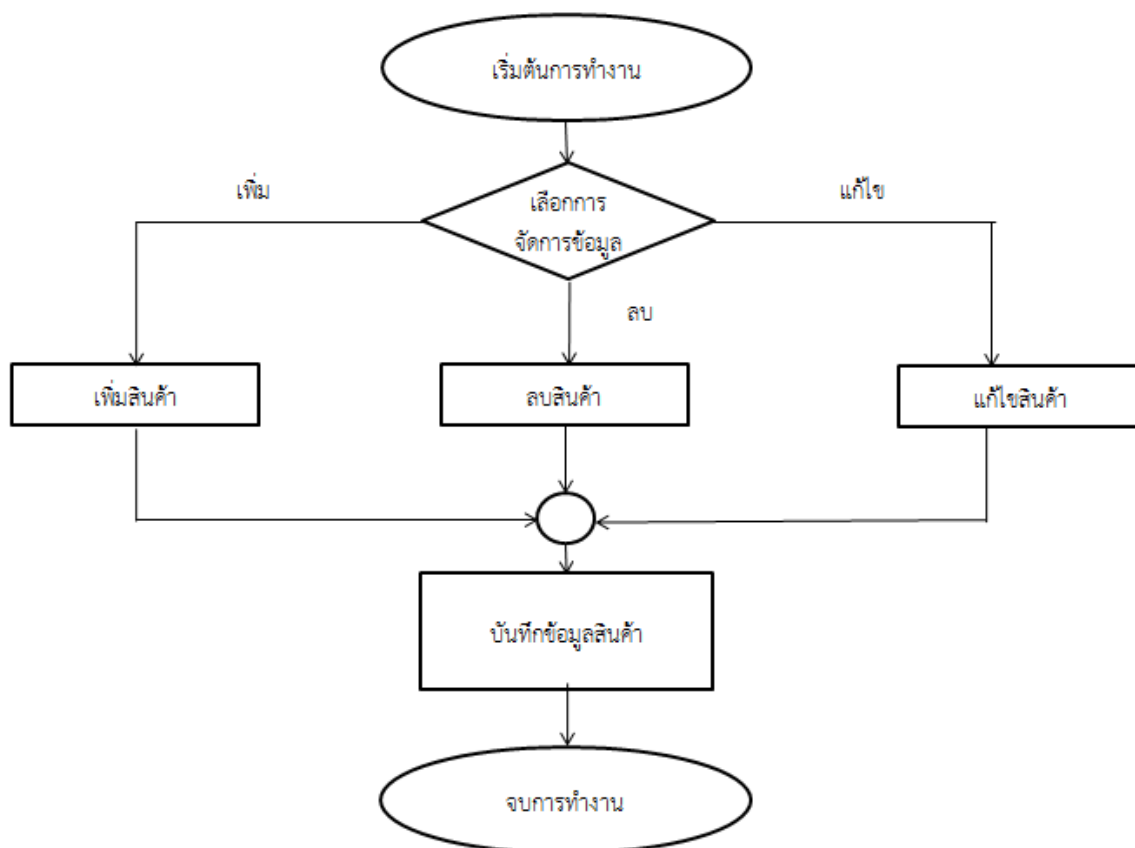 เริ่มต้นการทำงาน
เพิ่ม
เลือกการ
จัดการข้อมูล
แก้ไข
ลบ
เพิ่มสินค้า
ลบสินค้า
แก้ไขสินค้า
บันทึกข้อมูลสินค้า
จบการทำงาน